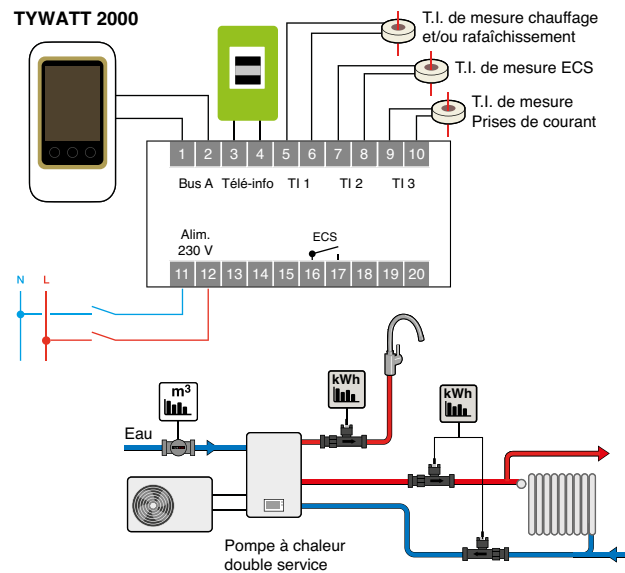 TYWATT 2000
T.I. de mesure chauffage
et/ou rafaîchissement
T.I. de mesure ECS
T.I. de mesure
Prises de courant
1 2 3 4 5 6 7 8 9 10
Bus A Télé-info TI 1 TI 2 TI 3
Alim.
230 V
ECS
11 12 13 14 15 16 17 18 19 20
N L
m³
kWh
kWh
Eau
Pompe à chaleur
double service